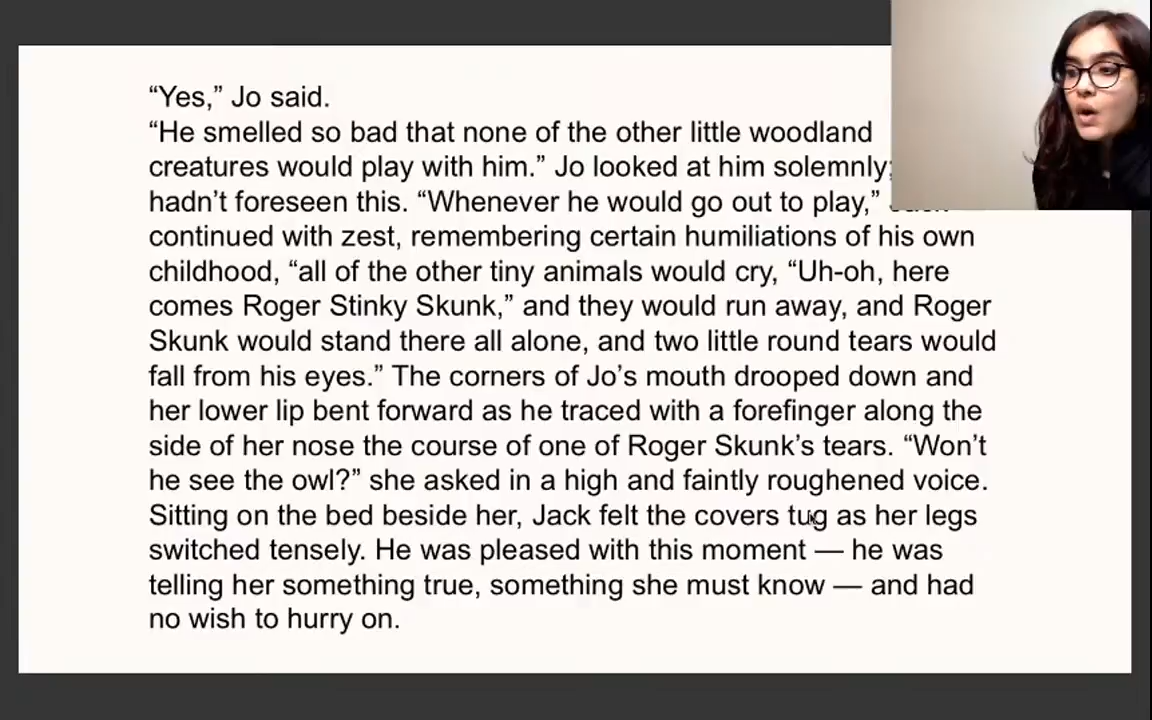 “Yes,” Jo said.
“He smelled so bad that none of the other little woodland
creatures would play with him.” Jo looked at him solemnly;
hadn’t foreseen this. “Whenever he would go out to play,”
continued with zest, remembering certain humiliations of his own
childhood, “all of the other tiny animals would cry, “Uh-oh, here
comes Roger Stinky Skunk,” and they would run away, and Roger
Skunk would stand there all alone, and two little round tears would
fall from his eyes.” The corners of Jo’s mouth drooped down and
her lower lip bent forward as he traced with a forefinger along the
side of her nose the course of one of Roger Skunk’s tears. “Won’t
he see the owl?” she asked in a high and faintly roughened voice.
Sitting on the bed beside her, Jack felt the covers tug as her legs
switched tensely. He was pleased with this moment — he was
telling her something true, something she must know — and had
no wish to hurry on.